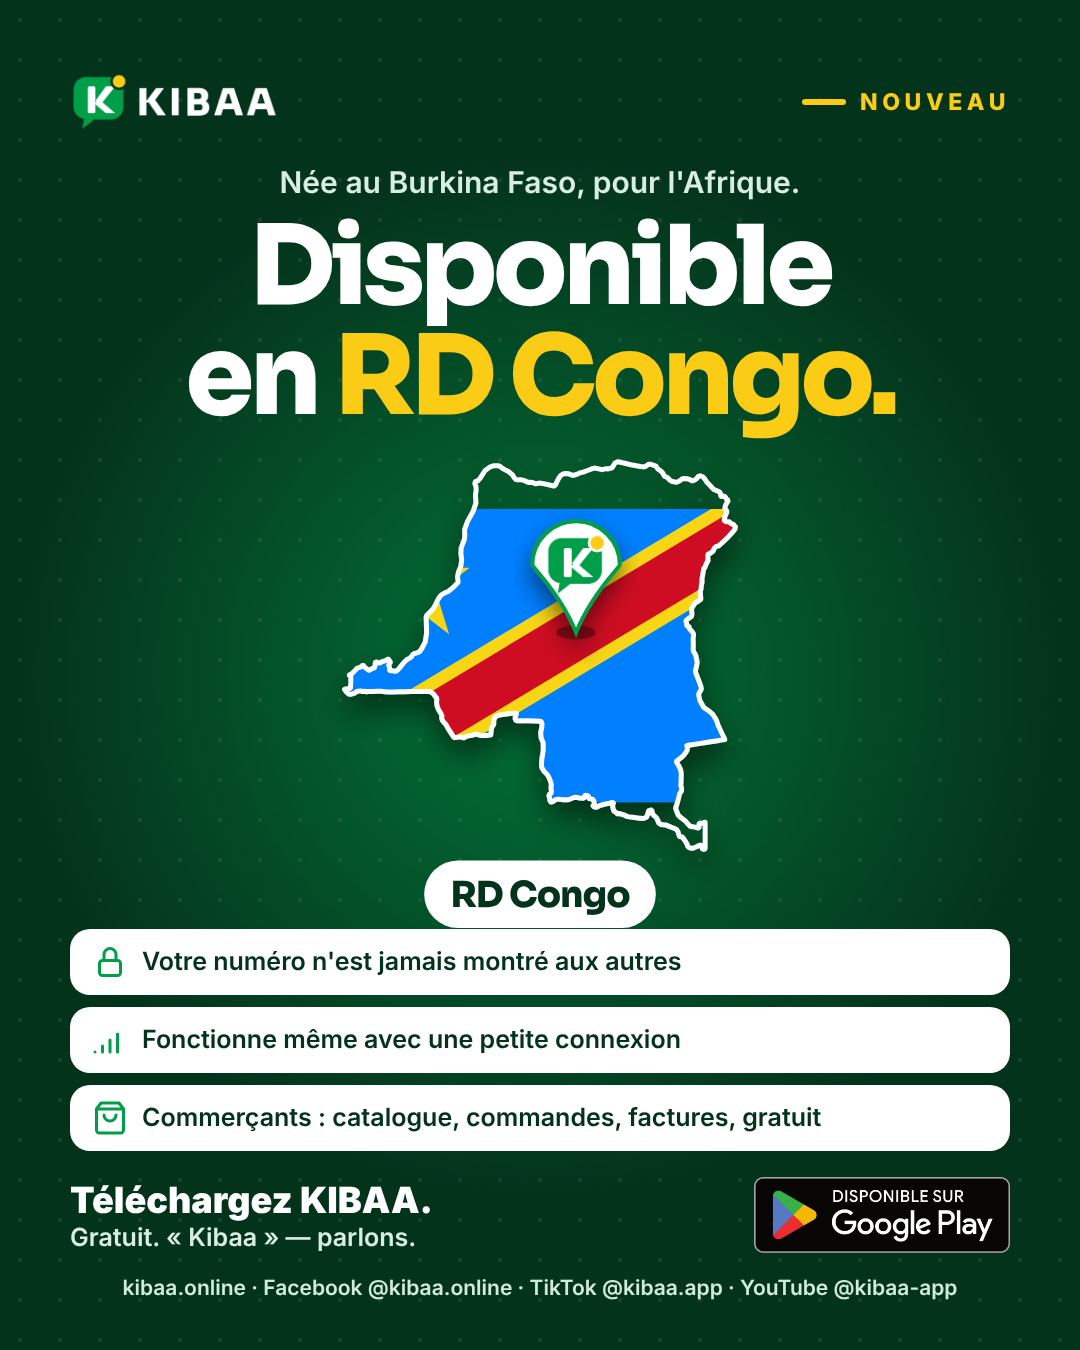 KIBAA
NOUVEAU
Née au Burkina Faso, pour l'Afrique.
Disponible
en RD Congo.
K
RD Congo
Votre numéro n'est jamais montré aux autres
Fonctionne même avec une petite connexion
Commerçants : catalogue, commandes, factures, gratuit
Téléchargez KIBAA.
Gratuit. « Kibaa » — parlons.
DISPONIBLE SUR
Google Play
kibaa.online · Facebook @kibaa.online · TikTok @kibaa.app · YouTube @kibaa-app